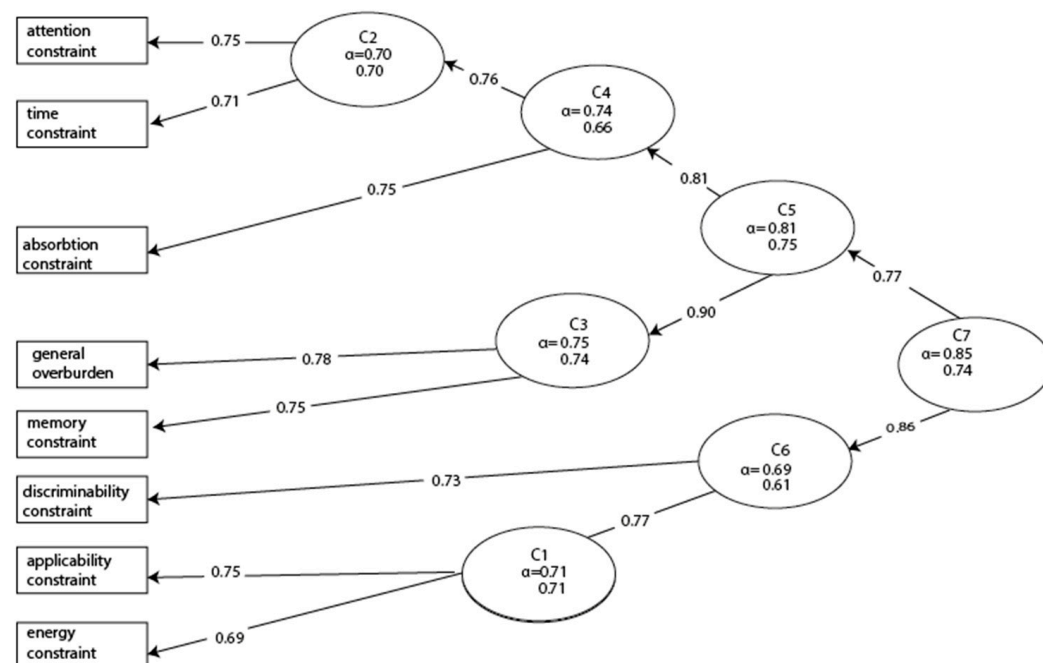 attention
constraint
0.75
C2
α=0.70
0.70
0.76
C4
α= 0.74
0.66
0.71
time
constraint
0.75
0.81
C5
α= 0.81
0.75
absorbtion
constraint
0.77
0.90
C3
α= 0.75
0.74
C7
α= 0.85
0.74
general
overburden
0.78
0.75
memory
constraint
0.86
C6
α= 0.69
0.61
0.73
discriminability
constraint
0.77
C1
α=0.71
0.71
applicability
constraint
0.75
0.69
energy
constraint